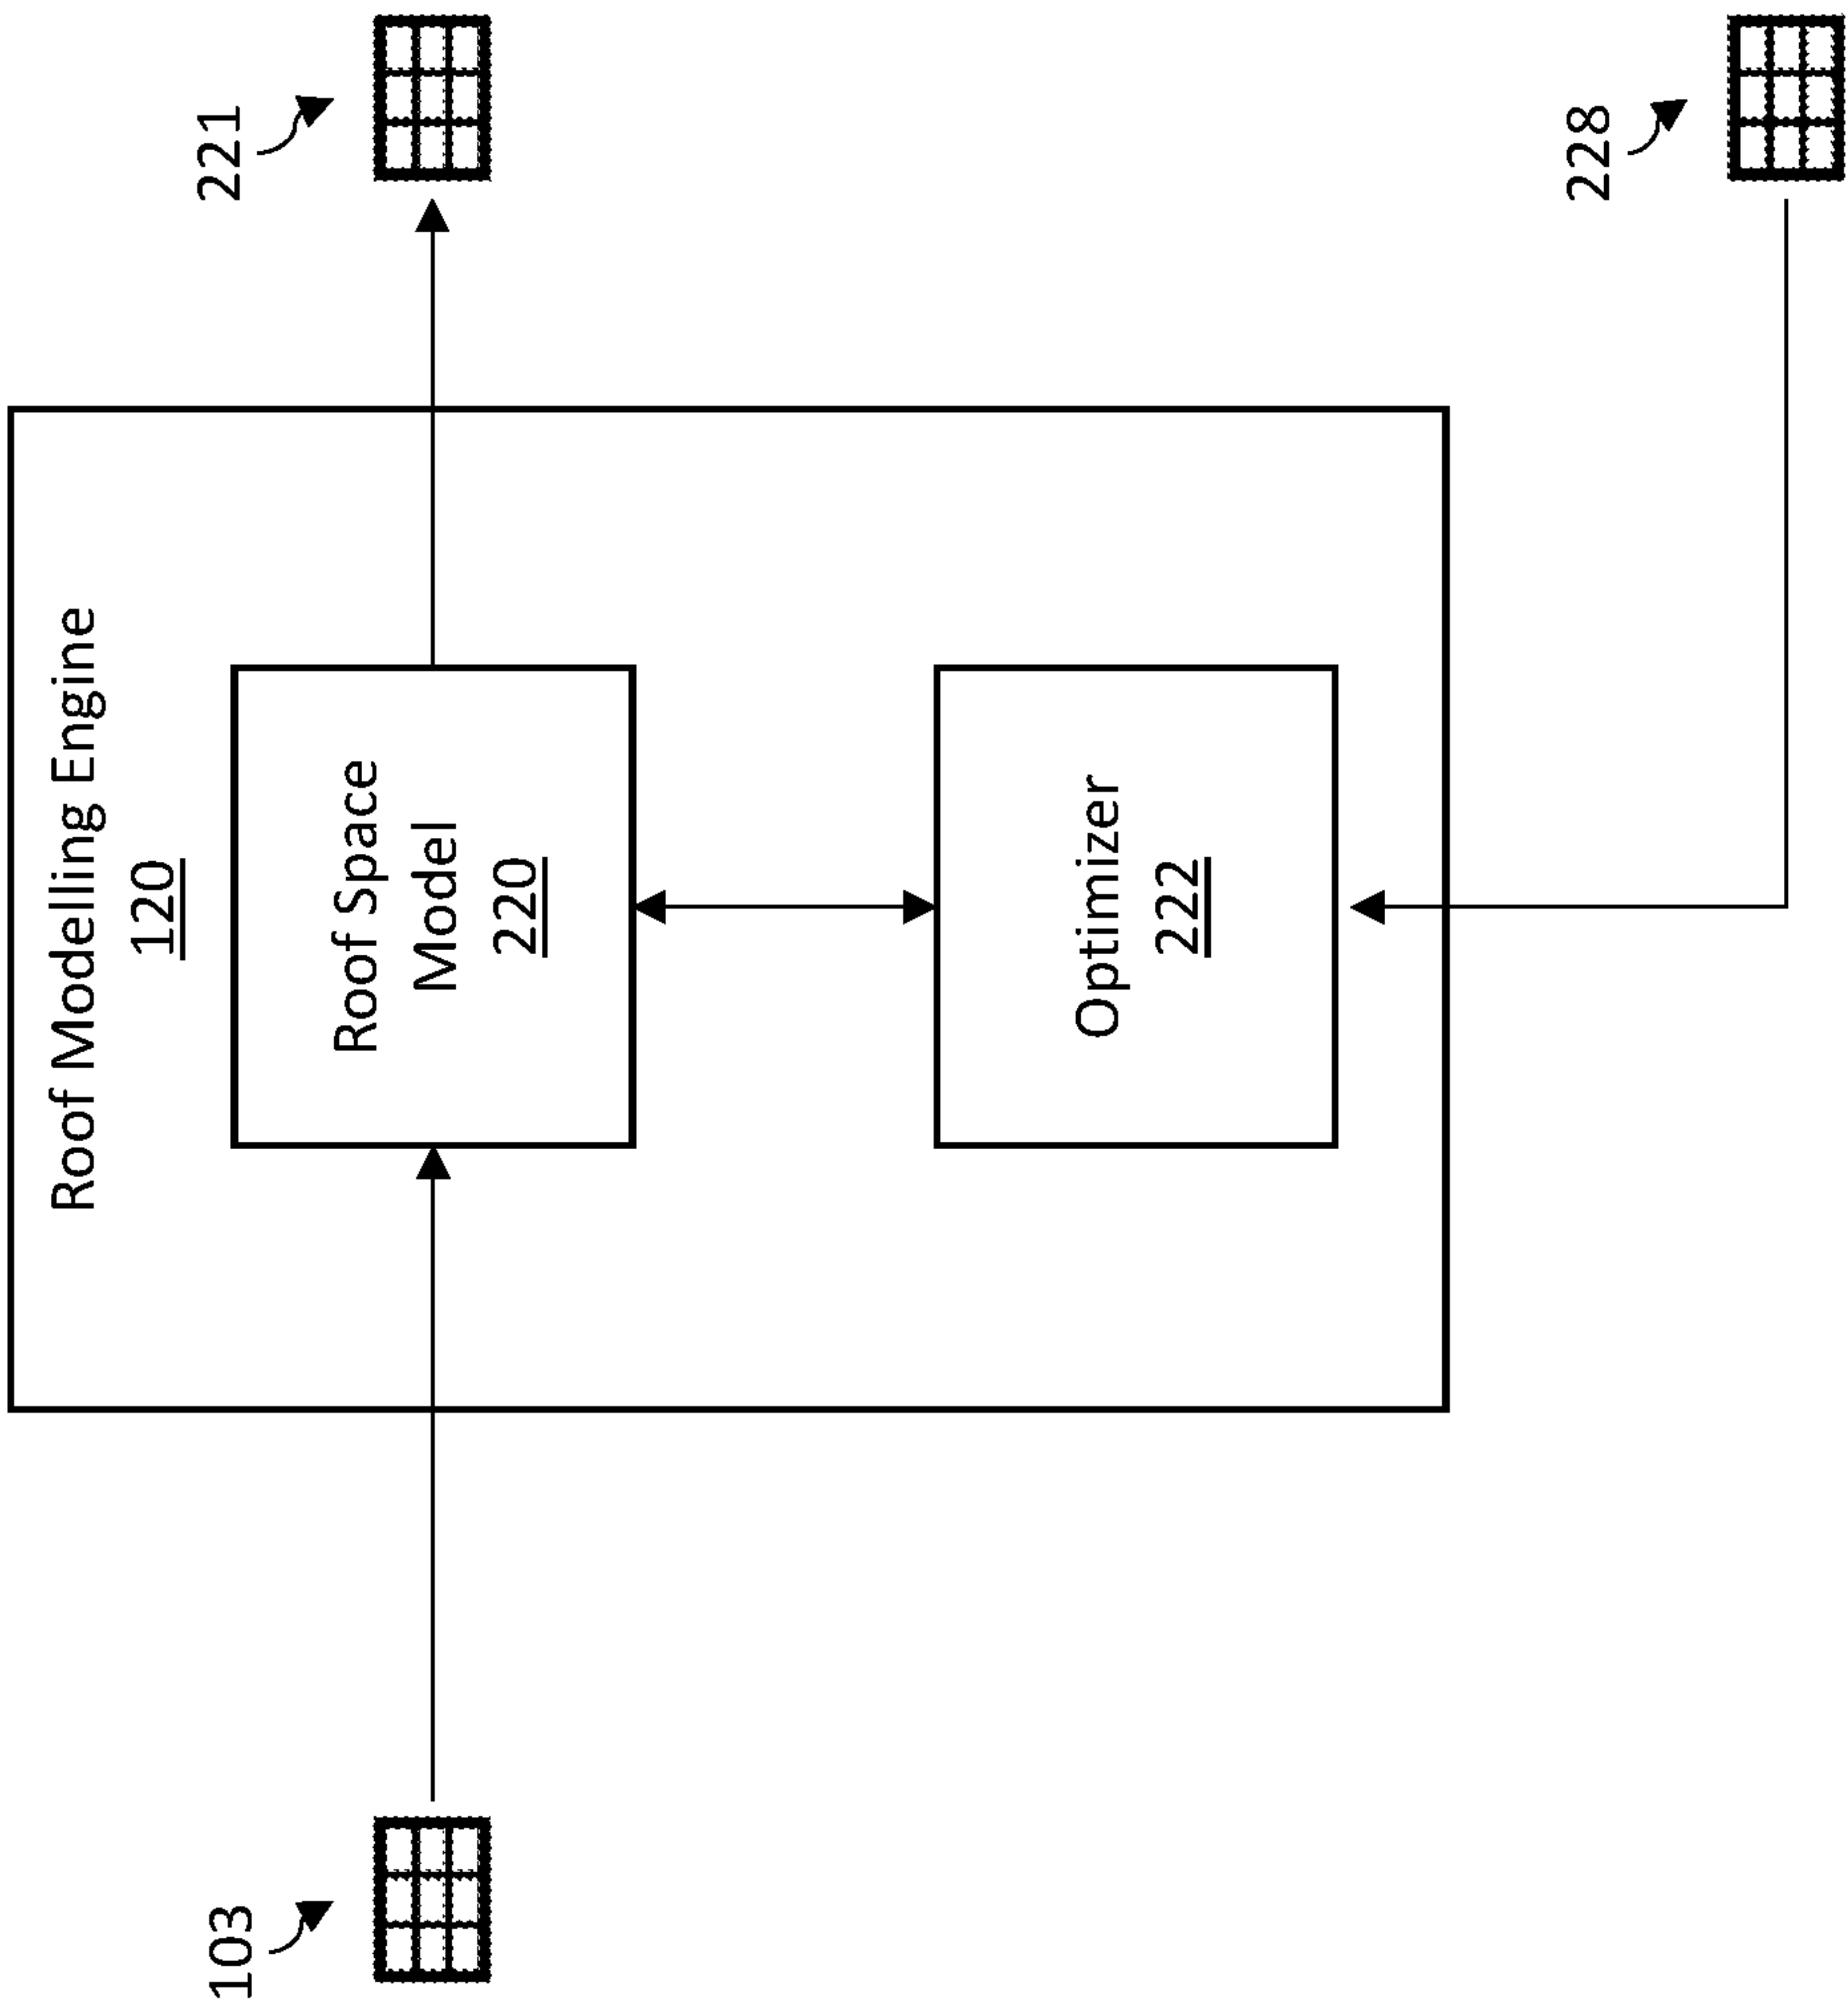 Roof Modelling Engine
120
103
Roof Space
Model
220
221
Optimizer
222
228